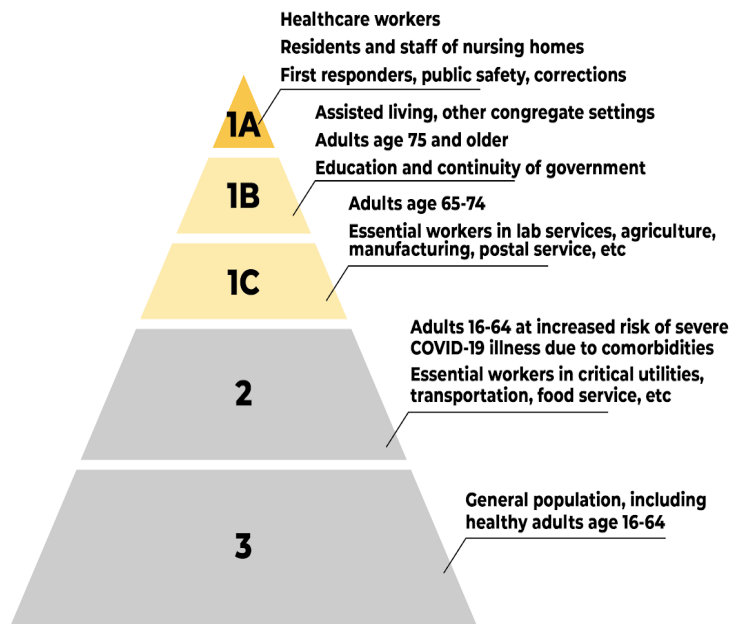 Healthcare workers
Residents and staff of nursing homes
First responders, public safety, corrections
1A
Assisted living, other congregate settings
Adults age 75 and older
Education and continuity of government
1B
Adults age 65-74
Essential workers in lab services, agriculture,
manufacturing, postal service, etc
1C
Adults 16-64 at increased risk of severe
COVID-19 illness due to comorbidities
Essential workers in critical utilities,
transportation, food service, etc
2
General population, including
healthy adults age 16-64
3